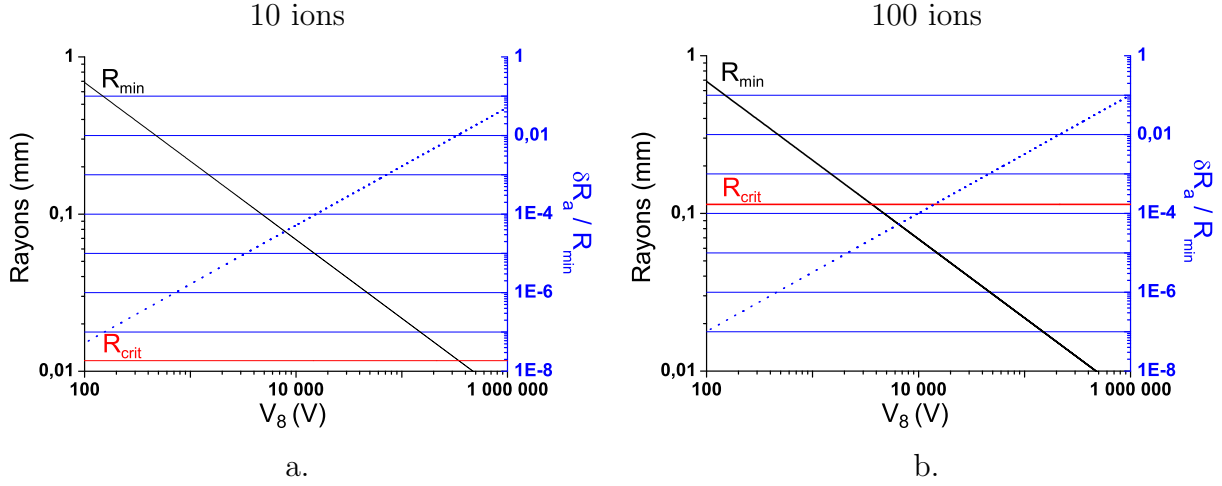 10 ions
1
0,1
0,01
Rayons (mm)
R_min
R_crit
1
0,01
1E-4
1E-6
1E-8
δR_a / R_min
100
10 000
1 000 000
V_8 (V)
a.
100 ions
1
0,1
0,01
Rayons (mm)
R_min
R_crit
1
0,01
1E-4
1E-6
1E-8
δR_a / R_min
100
10 000
1 000 000
V_8 (V)
b.